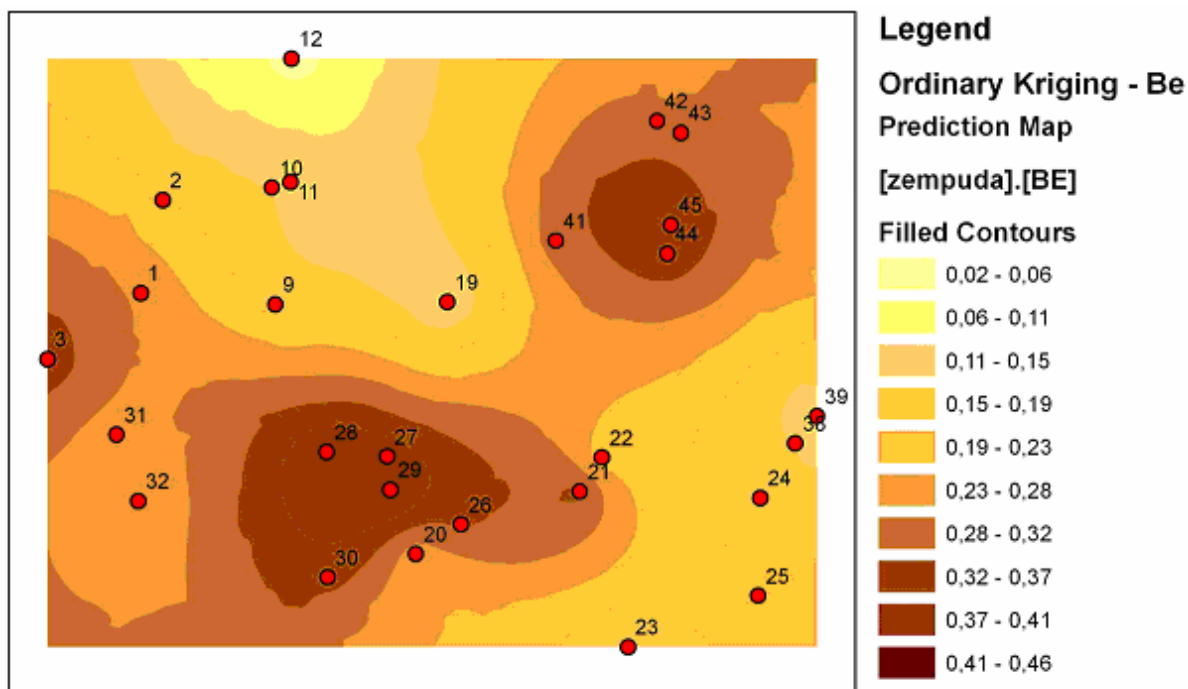 12
42
43
10
2
11
45
41
44
1
9
19
3
39
31
28
27
22
38
29
21
32
24
26
20
30
25
23
Legend
Ordinary Kriging - Be
Prediction Map
[zempuda].[BE]
Filled Contours
0,02 - 0,06
0,06 - 0,11
0,11 - 0,15
0,15 - 0,19
0,19 - 0,23
0,23 - 0,28
0,28 - 0,32
0,32 - 0,37
0,37 - 0,41
0,41 - 0,46